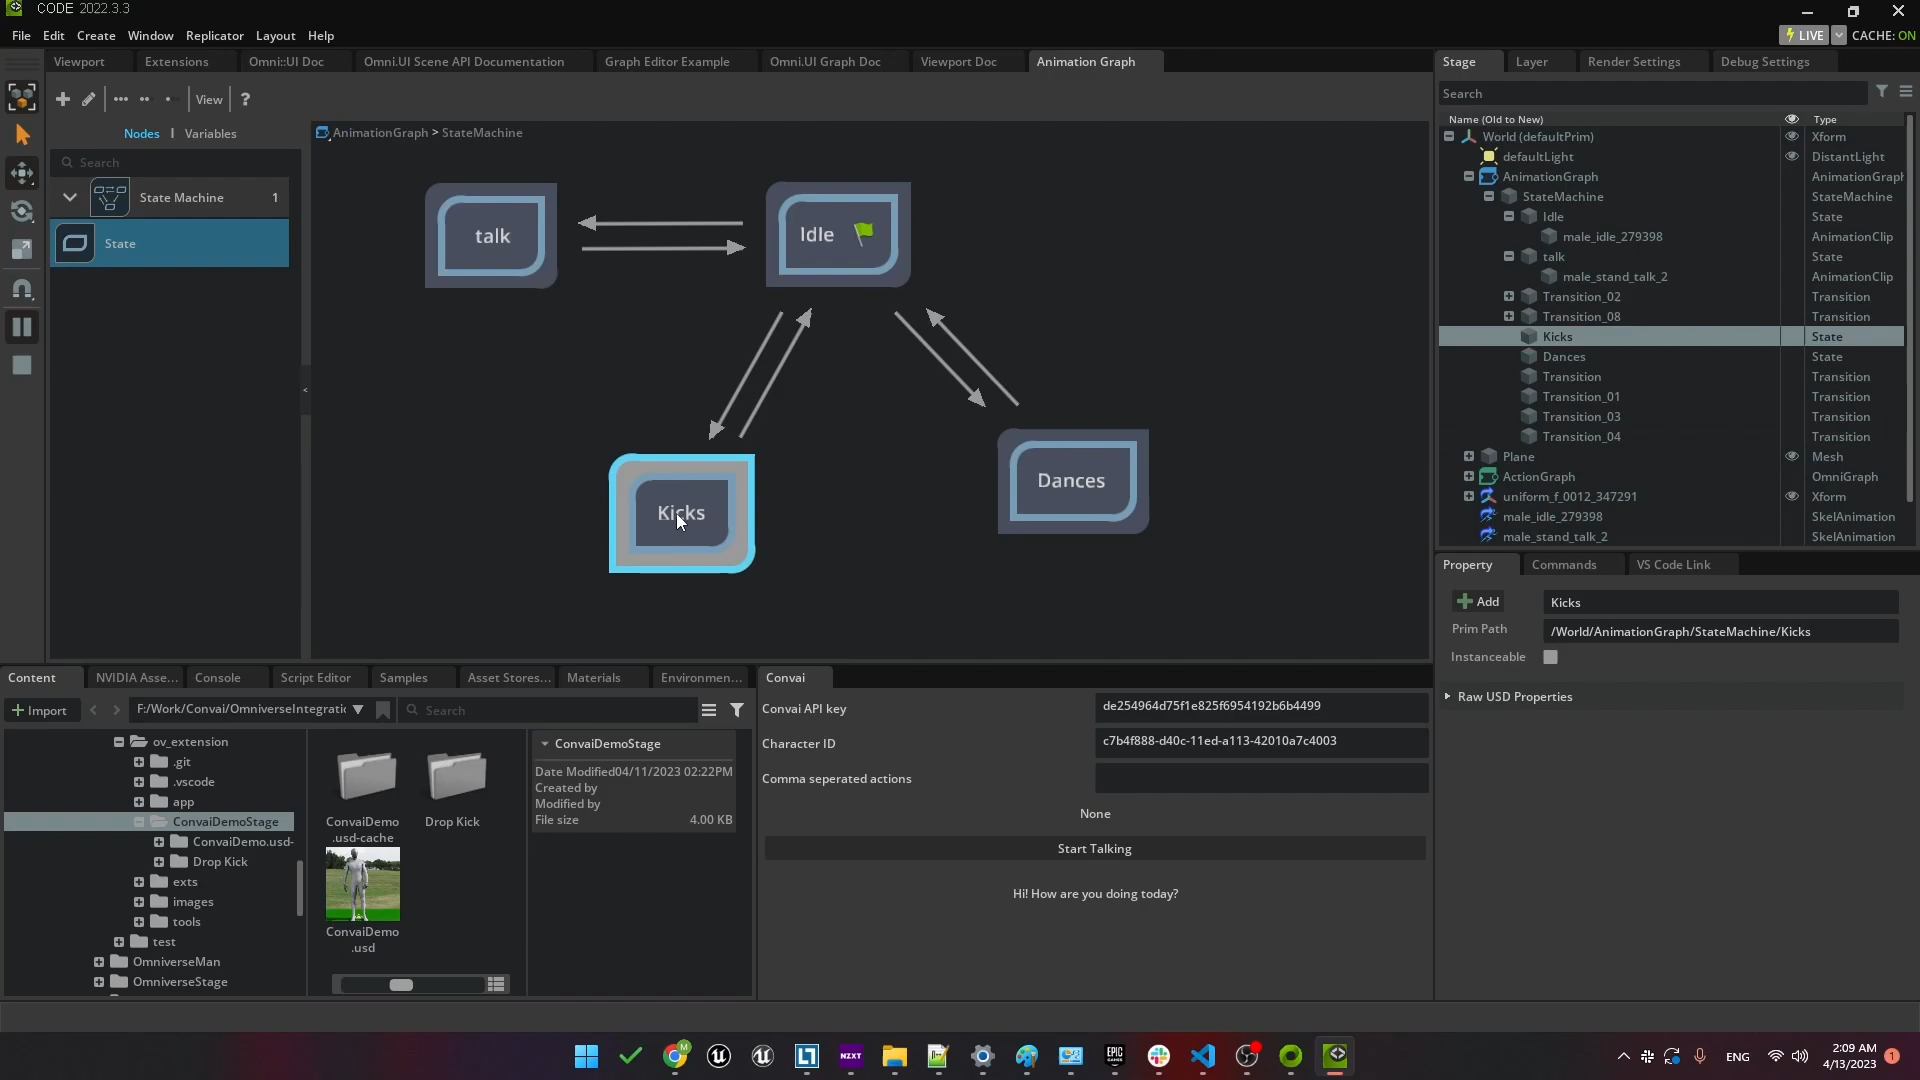 CODE 2022.3.3
File Edit Create Window Replicator Layout Help
LIVE CACHE: ON
Viewport Extensions Omni::UI Doc Omni.UI Scene API Documentation Graph Editor Example Omni.UI Graph Doc Viewport Doc Animation Graph
View ?
Nodes | Variables
Search
State Machine 1
State
AnimationGraph > StateMachine
talk
Idle
Kicks
Dances
<
Stage Layer Render Settings Debug Settings
Search
Name (Old to New) Type
World (defaultPrim) Xform
defaultLight DistantLight
AnimationGraph AnimationGraph
StateMachine StateMachine
Idle State
male_idle_279398 AnimationClip
talk State
male_stand_talk_2 AnimationClip
Transition_02 Transition
Transition_08 Transition
Kicks State
Dances State
Transition Transition
Transition_01 Transition
Transition_03 Transition
Transition_04 Transition
Plane Mesh
ActionGraph OmniGraph
uniform_f_0012_347291 Xform
male_idle_279398 SkelAnimation
male_stand_talk_2 SkelAnimation
Property Commands VS Code Link
Add Kicks
Prim Path /World/AnimationGraph/StateMachine/Kicks
Instanceable
Raw USD Properties
Content NVIDIA Asse... Console Script Editor Samples Asset Stores... Materials Environmen...
Import F:/Work/Convai/OmniverseIntegratic Search
ov_extension
.git
.vscode
app
ConvaiDemoStage
ConvaiDemo.usd-
Drop Kick
exts
images
tools
test
OmniverseMan
OmniverseStage
ConvaiDemo
.usd-cache
Drop Kick
ConvaiDemo
.usd
ConvaiDemoStage
Date Modified04/11/2023 02:22PM
Created by
Modified by
File size 4.00 KB
Convai
Convai API key de254964d75f1e825f6954192b6b4499
Character ID c7b4f888-d40c-11ed-a113-42010a7c4003
Comma seperated actions
None
Start Talking
Hi! How are you doing today?
M
NZXT
EPIC
GAMES
ENG
2:09 AM
4/13/2023
1